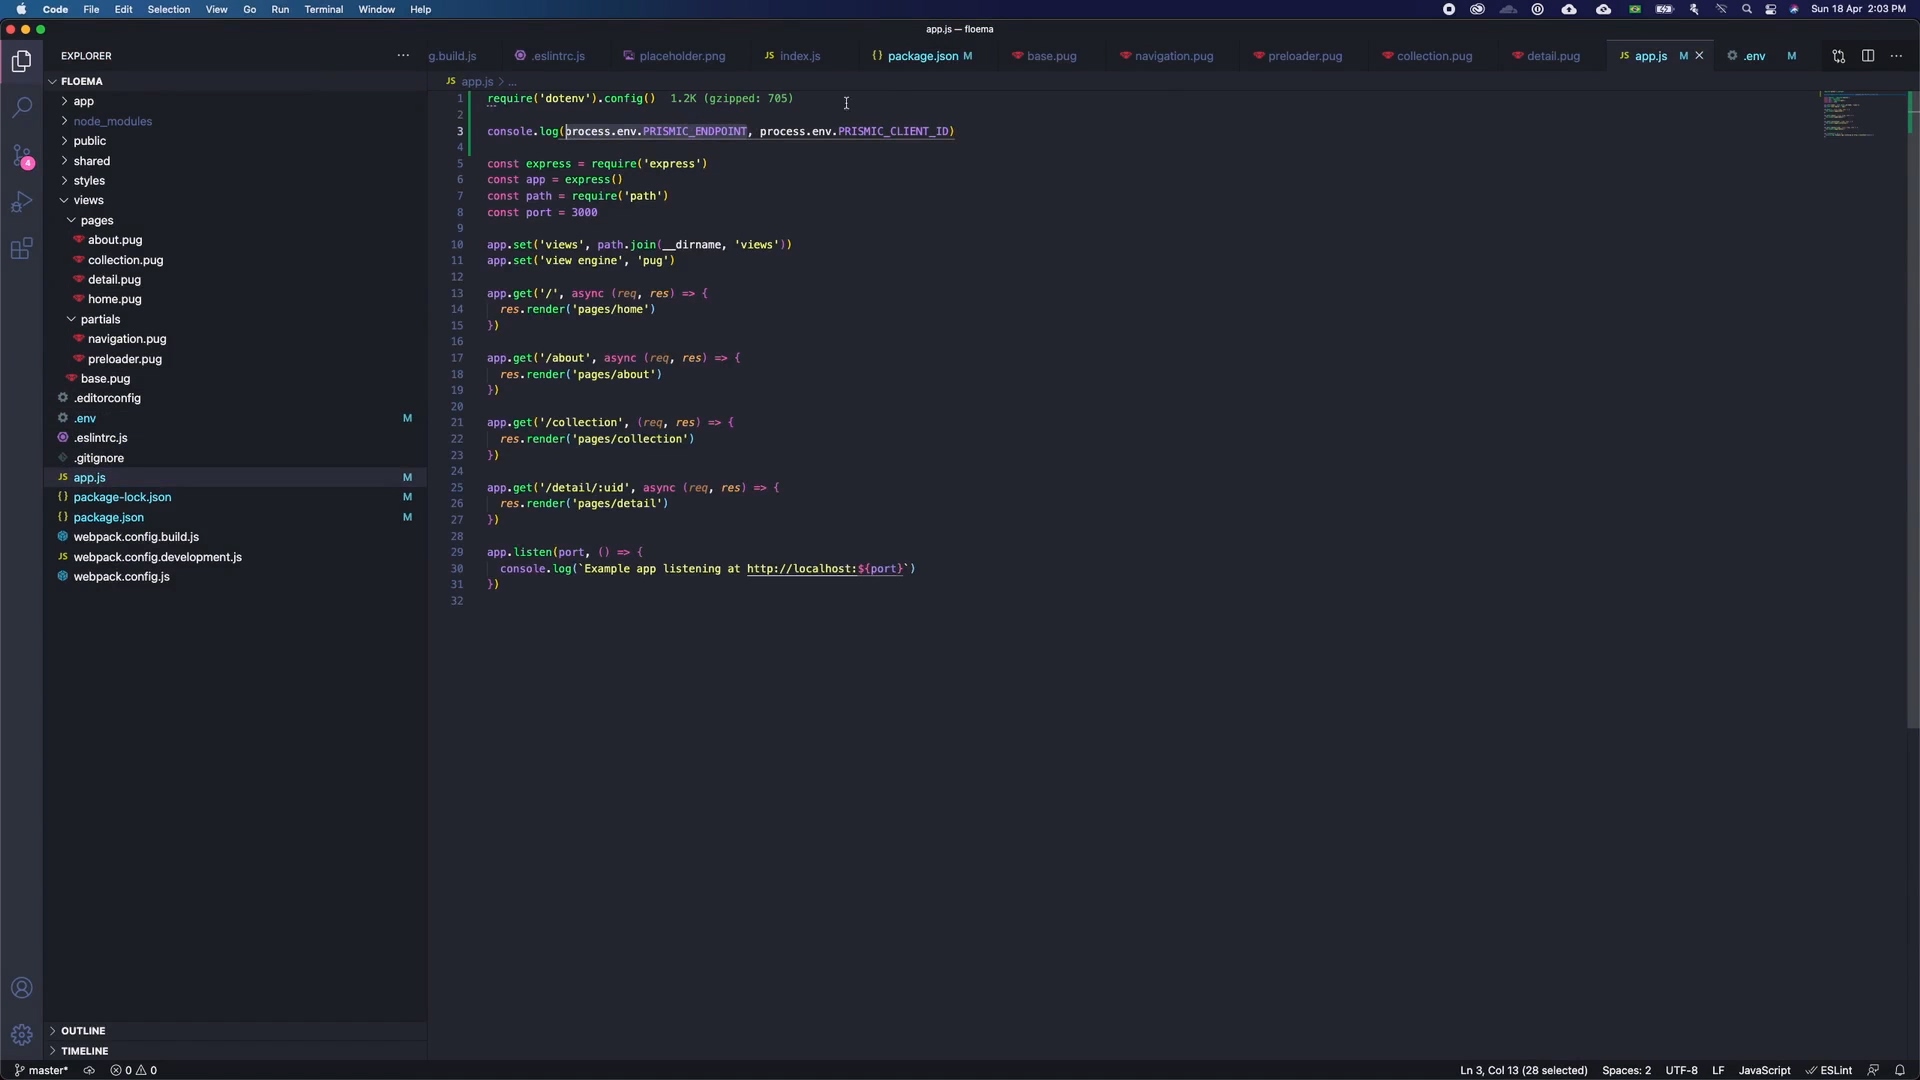 Code File Edit Selection View Go Run Terminal Window Help Sun 18 Apr 2:03 PM
app.js — floema
EXPLORER
g.build.js .eslintrc.js placeholder.png index.js package.json M base.pug navigation.pug preloader.pug collection.pug detail.pug app.js M .env M
FLOEMA
app
node_modules
public
shared
styles
views
pages
about.pug
collection.pug
detail.pug
home.pug
partials
navigation.pug
preloader.pug
base.pug
.editorconfig
.env M
.eslintrc.js
.gitignore
JS app.js M
{} package-lock.json M
{} package.json M
webpack.config.build.js
JS webpack.config.development.js
webpack.config.js
OUTLINE
TIMELINE
4
JS app.js > ...
1 require('dotenv').config() 1.2K (gzipped: 705)
2
3 console.log(process.env.PRISMIC_ENDPOINT, process.env.PRISMIC_CLIENT_ID)
4
5 const express = require('express')
6 const app = express()
7 const path = require('path')
8 const port = 3000
9
10 app.set('views', path.join(__dirname, 'views'))
11 app.set('view engine', 'pug')
12
13 app.get('/', async (req, res) => {
14 res.render('pages/home')
15 })
16
17 app.get('/about', async (req, res) => {
18 res.render('pages/about')
19 })
20
21 app.get('/collection', (req, res) => {
22 res.render('pages/collection')
23 })
24
25 app.get('/detail/:uid', async (req, res) => {
26 res.render('pages/detail')
27 })
28
29 app.listen(port, () => {
30 console.log(`Example app listening at http://localhost:${port}`)
31 })
32
master* 0 0 Ln 3, Col 13 (28 selected) Spaces: 2 UTF-8 LF JavaScript ESLint